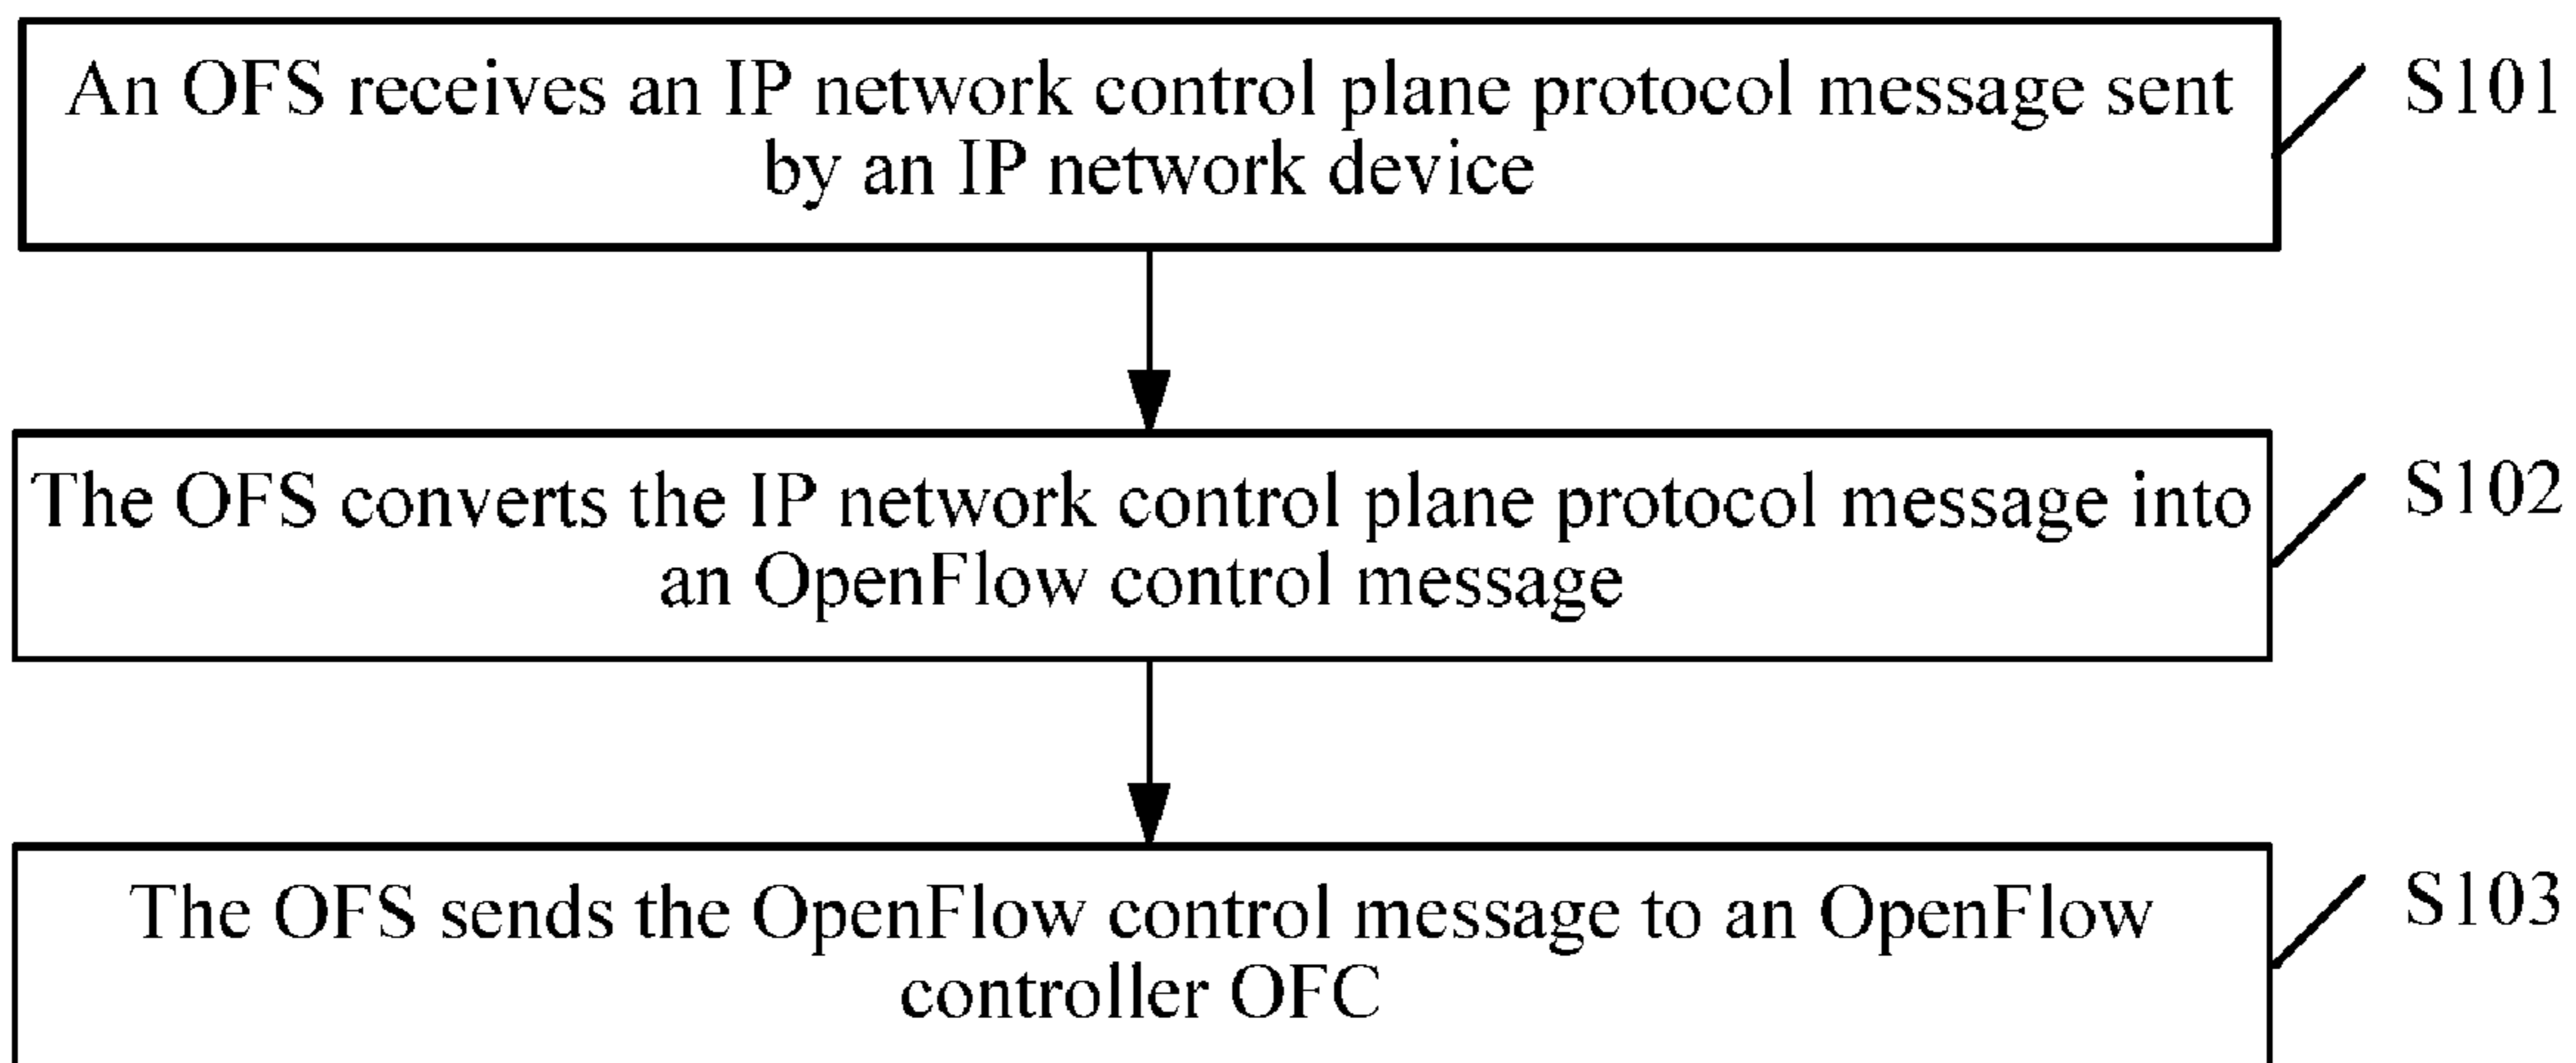 An OFS receives an IP network control plane protocol message sent
by an IP network device
S101
The OFS converts the IP network control plane protocol message into
an OpenFlow control message
S102
The OFS sends the OpenFlow control message to an OpenFlow
controller OFC
S103